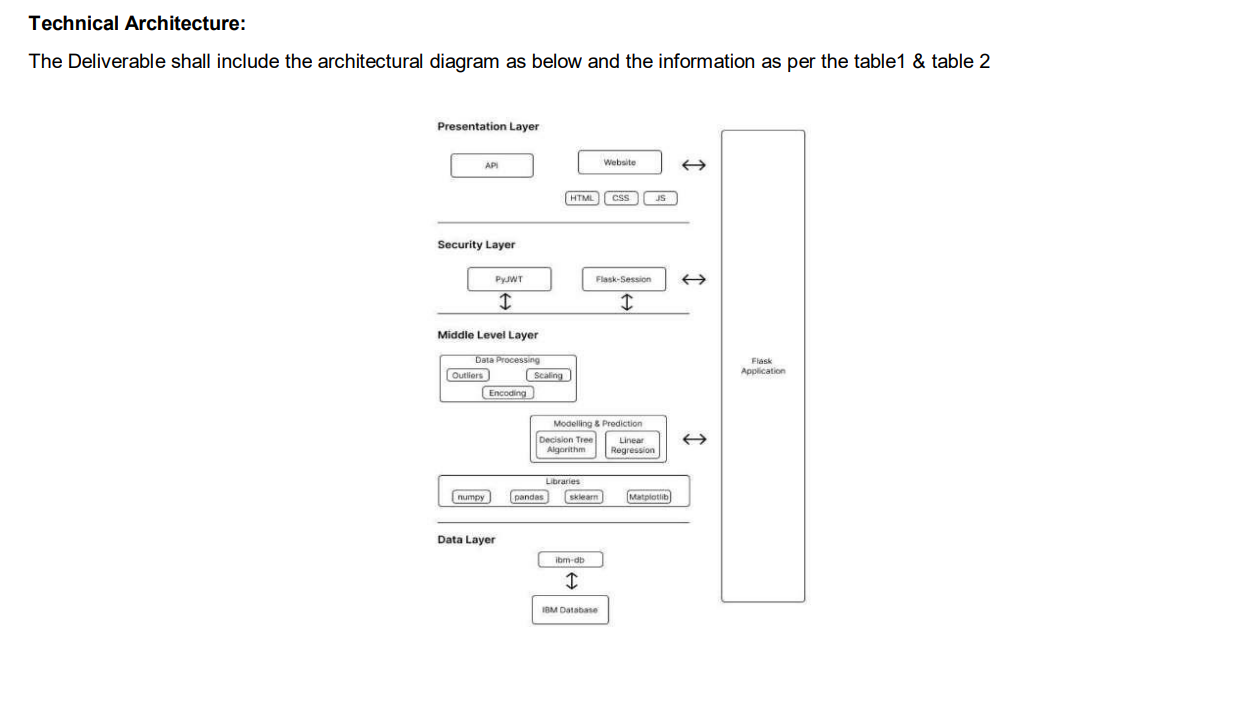 Technical Architecture:
The Deliverable shall include the architectural diagram as below and the information as per the table1 & table 2
Presentation Layer
API
Website
HTML
CSS
JS
Security Layer
PyJWT
Flask-Session
Middle Level Layer
Data Processing
Outliers
Scaling
Encoding
Modelling & Prediction
Decision Tree
Algorithm
Linear
Regression
Libraries
numpy
pandas
sklearn
Matplotlib
Data Layer
ibm-db
IBM Database
Flask
Application